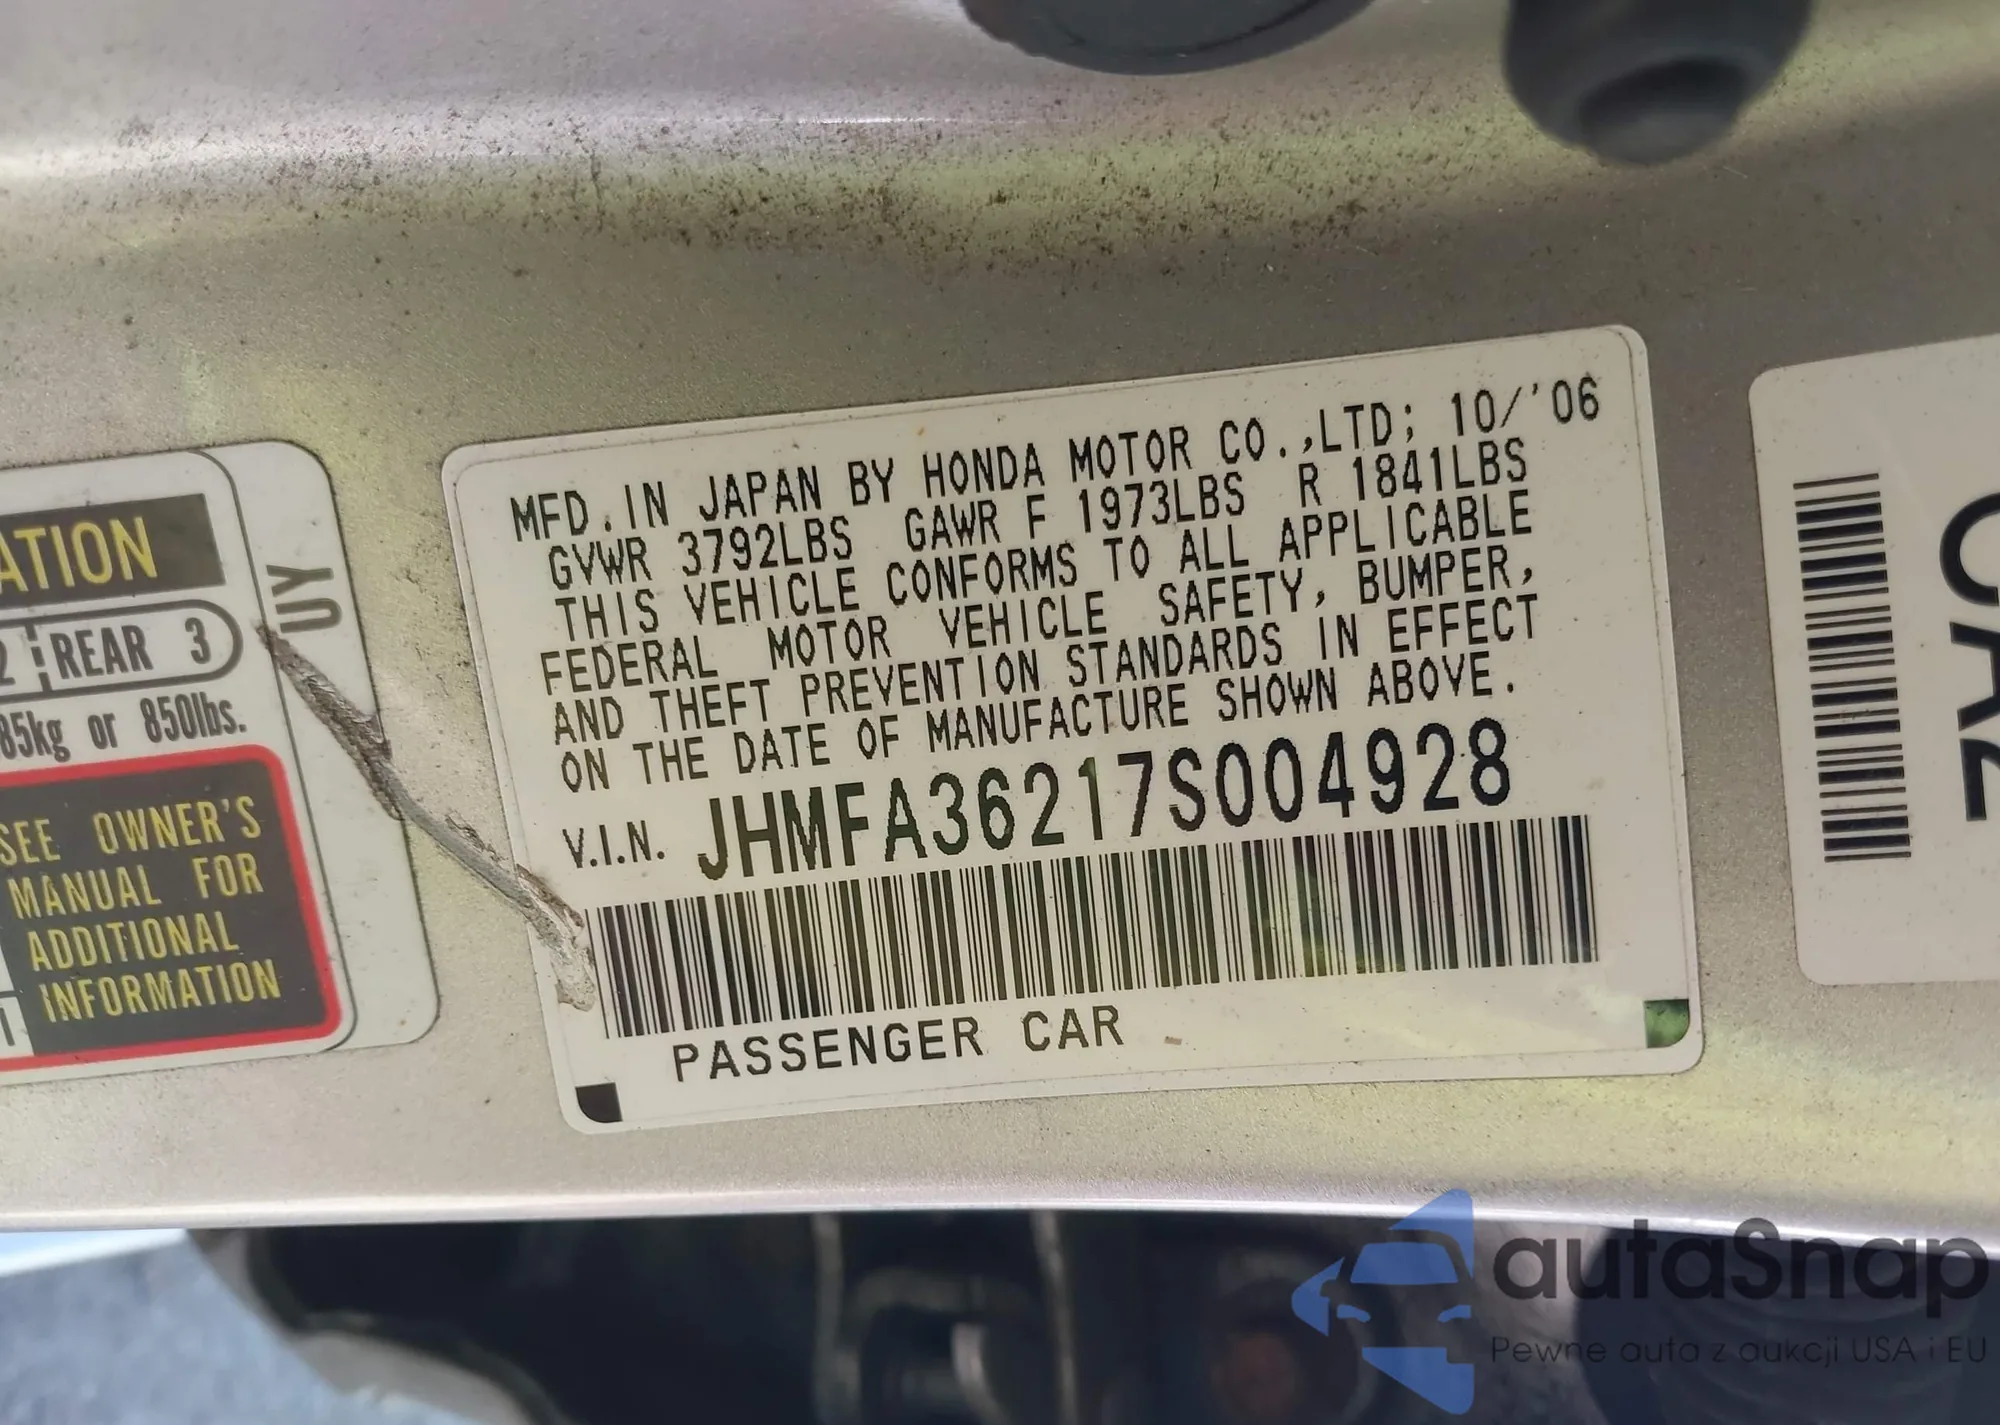 ATION
2 REAR 3
85kg or 850lbs.
SEE OWNER'S
MANUAL FOR
ADDITIONAL
INFORMATION
UY
MFD.IN JAPAN BY HONDA MOTOR CO.,LTD; 10/'06
GVWR 3792LBS GAWR F 1973LBS R 1841LBS
THIS VEHICLE CONFORMS TO ALL APPLICABLE
FEDERAL MOTOR VEHICLE SAFETY, BUMPER,
AND THEFT PREVENTION STANDARDS IN EFFECT
ON THE DATE OF MANUFACTURE SHOWN ABOVE.
V.I.N. JHMFA36217S004928
PASSENGER CAR
CA2
autaSnap
Pewne auta z aukcji USA i EU